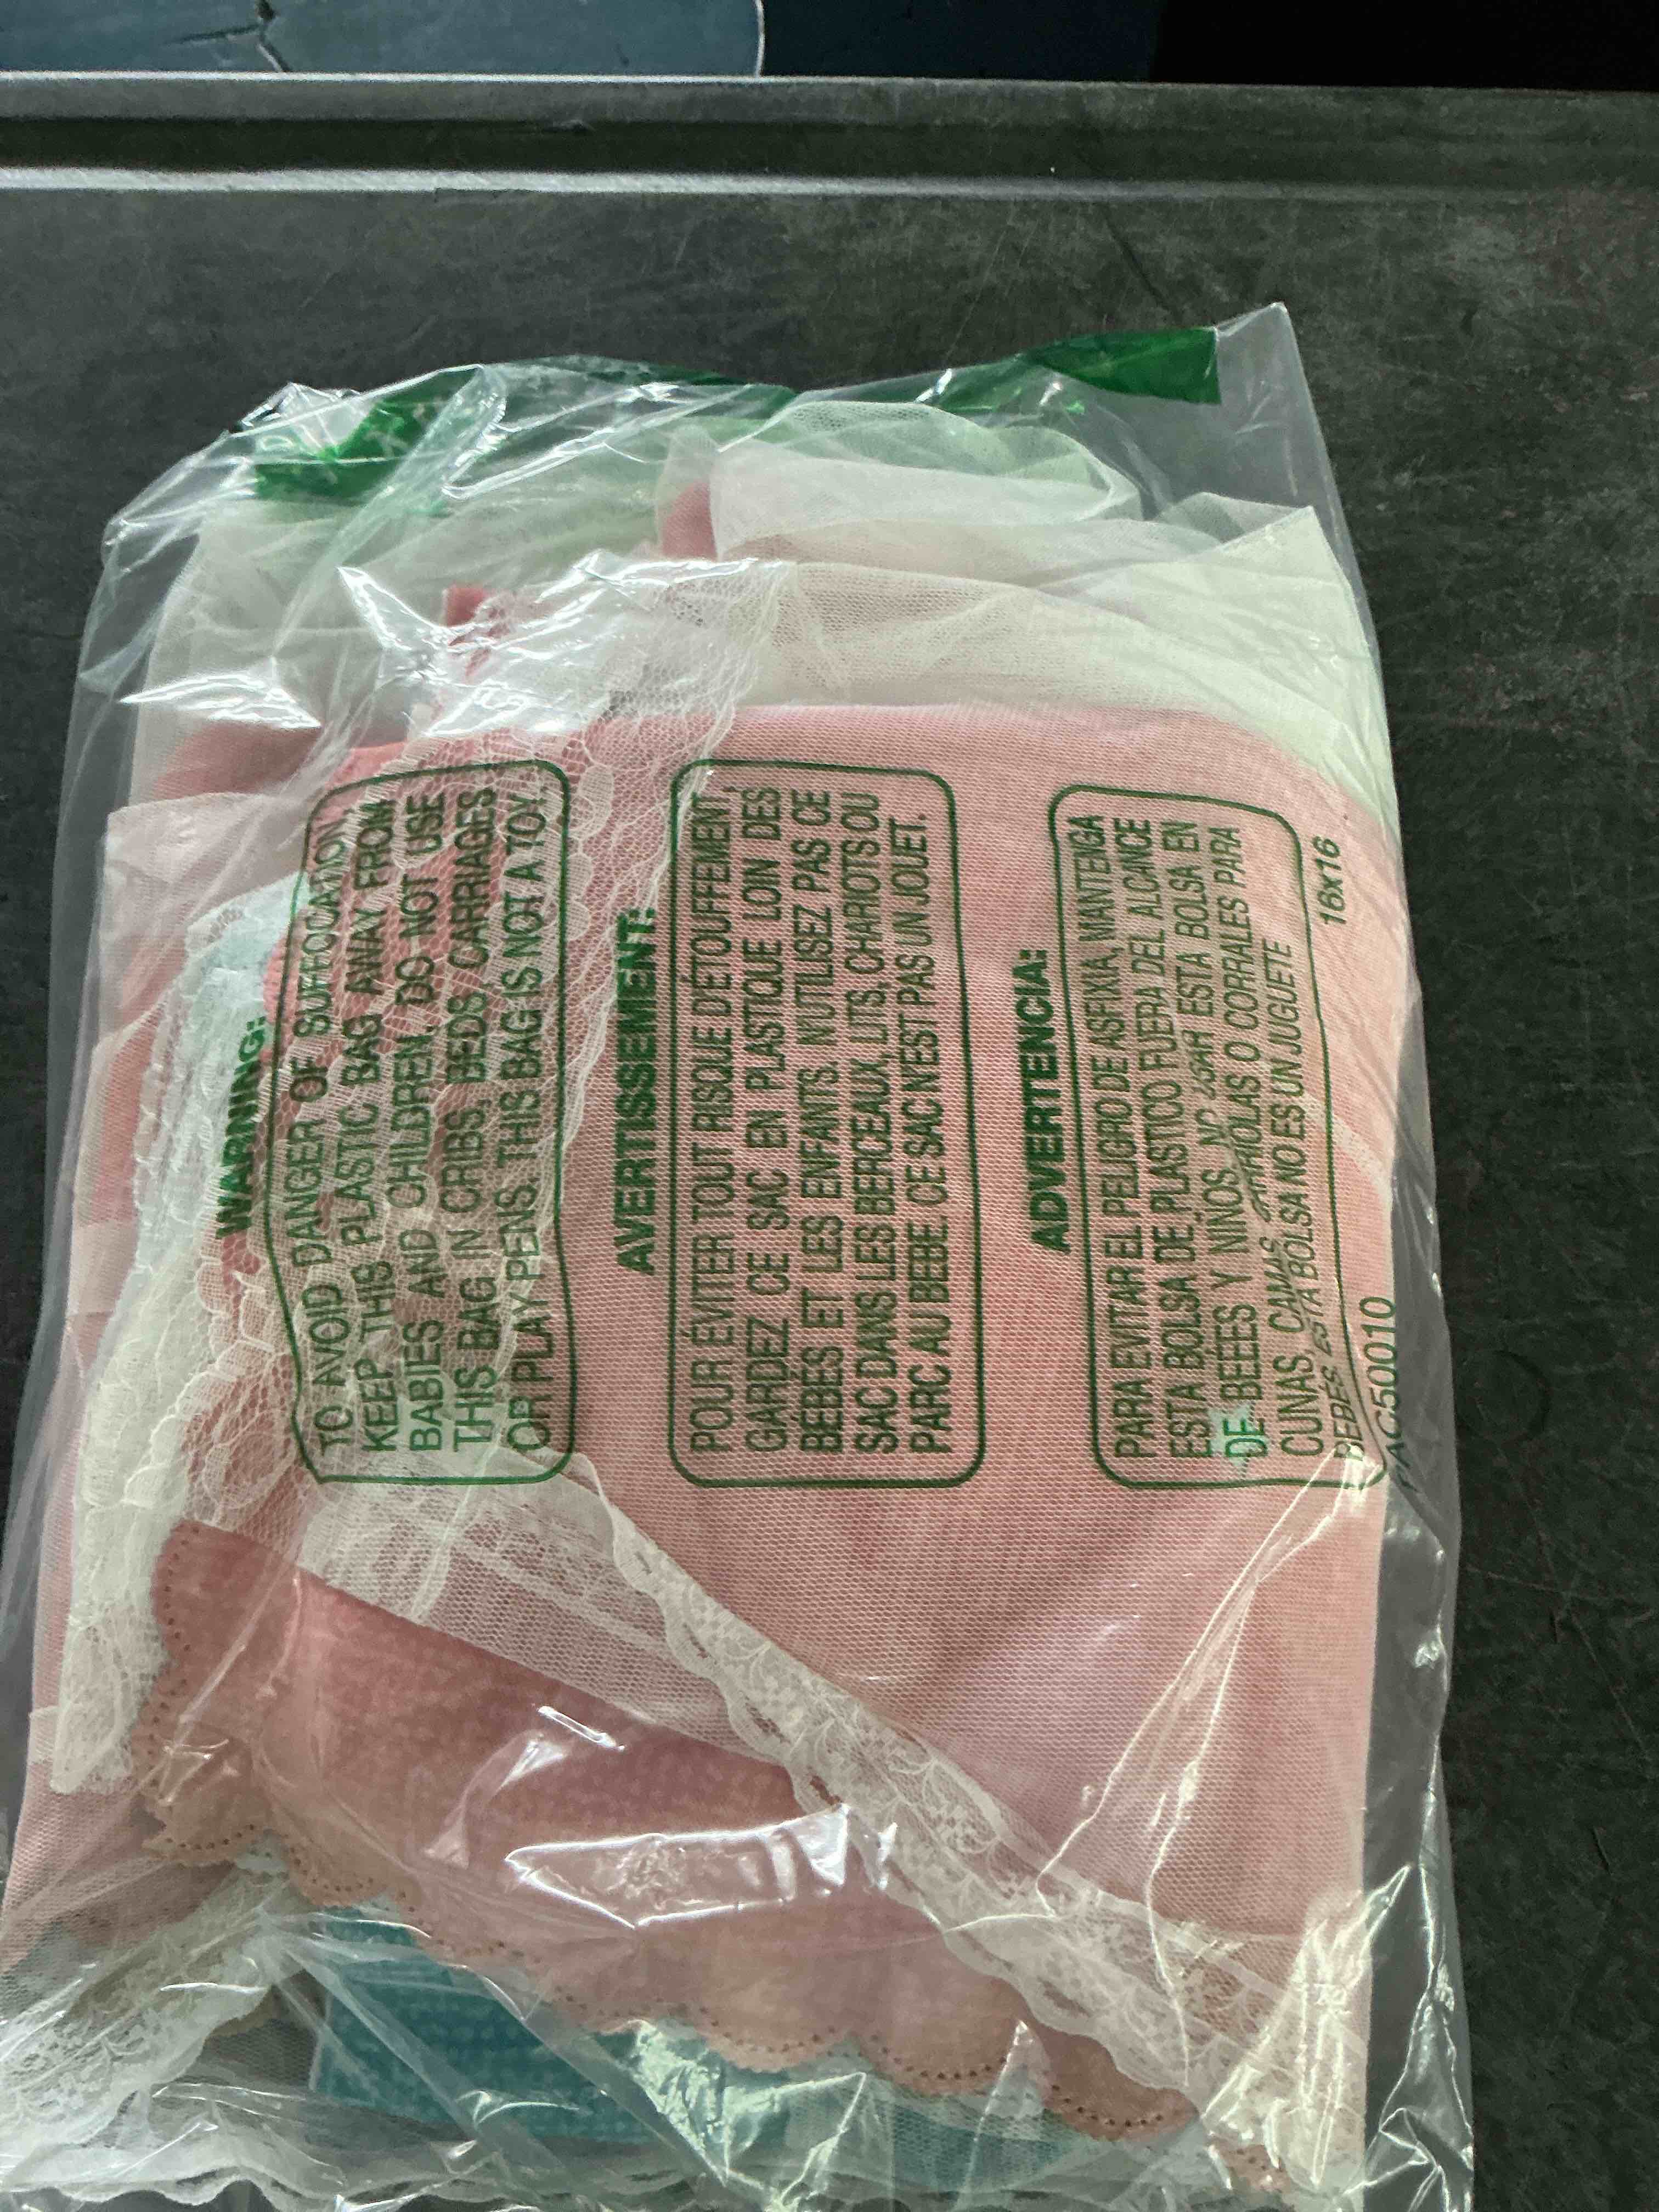 WARNING:
TO AVOID DANGER OF SUFFOCATION,
KEEP THIS PLASTIC BAG AWAY FROM
BABIES AND CHILDREN. DO NOT USE
THIS BAG IN CRIBS, BEDS, CARRIAGES
OR PLAY PENS. THIS BAG IS NOT A TOY.
AVERTISSEMENT:
POUR ÉVITER TOUT RISQUE D'ÉTOUFFEMENT,
GARDEZ CE SAC EN PLASTIQUE LOIN DES
BÉBÉS ET LES ENFANTS. N'UTILISEZ PAS CE
SAC DANS LES BERCEAUX, LITS, CHARIOTS OU
PARC AU BEBE. CE SAC N'EST PAS UN JOUET.
ADVERTENCIA:
PARA EVITAR EL PELIGRO DE ASFIXIA, MANTENGA
ESTA BOLSA DE PLASTICO FUERA DEL ALCANCE
DE BEEES Y NINOS. NO USAR ESTA BOLSA EN
CUNAS, CAMAS, CARRIOLAS O CORRALES PARA
BEBES ESTA BOLSA NO ES UN JUGUETE
16x16
PAC500010